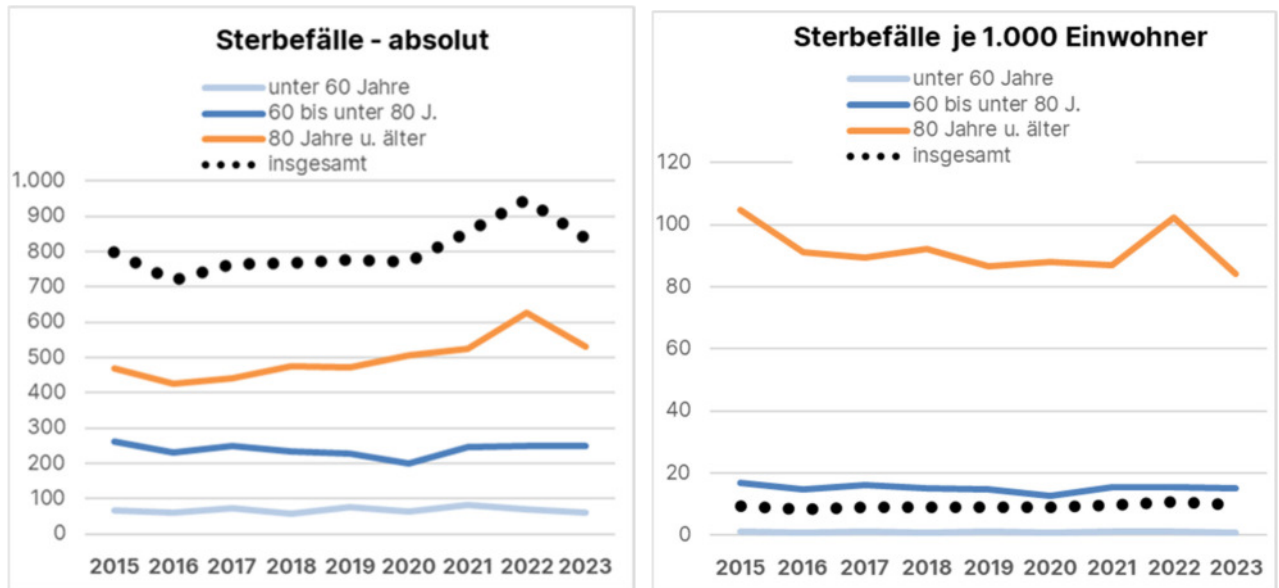 Sterbefälle - absolut
unter 60 Jahre
60 bis unter 80 J.
80 Jahre u. älter
insgesamt
1.000
900
800
700
600
500
400
300
200
100
0
2015 2016 2017 2018 2019 2020 2021 2022 2023
Sterbefälle je 1.000 Einwohner
unter 60 Jahre
60 bis unter 80 J.
80 Jahre u. älter
insgesamt
120
100
80
60
40
20
0
2015 2016 2017 2018 2019 2020 2021 2022 2023